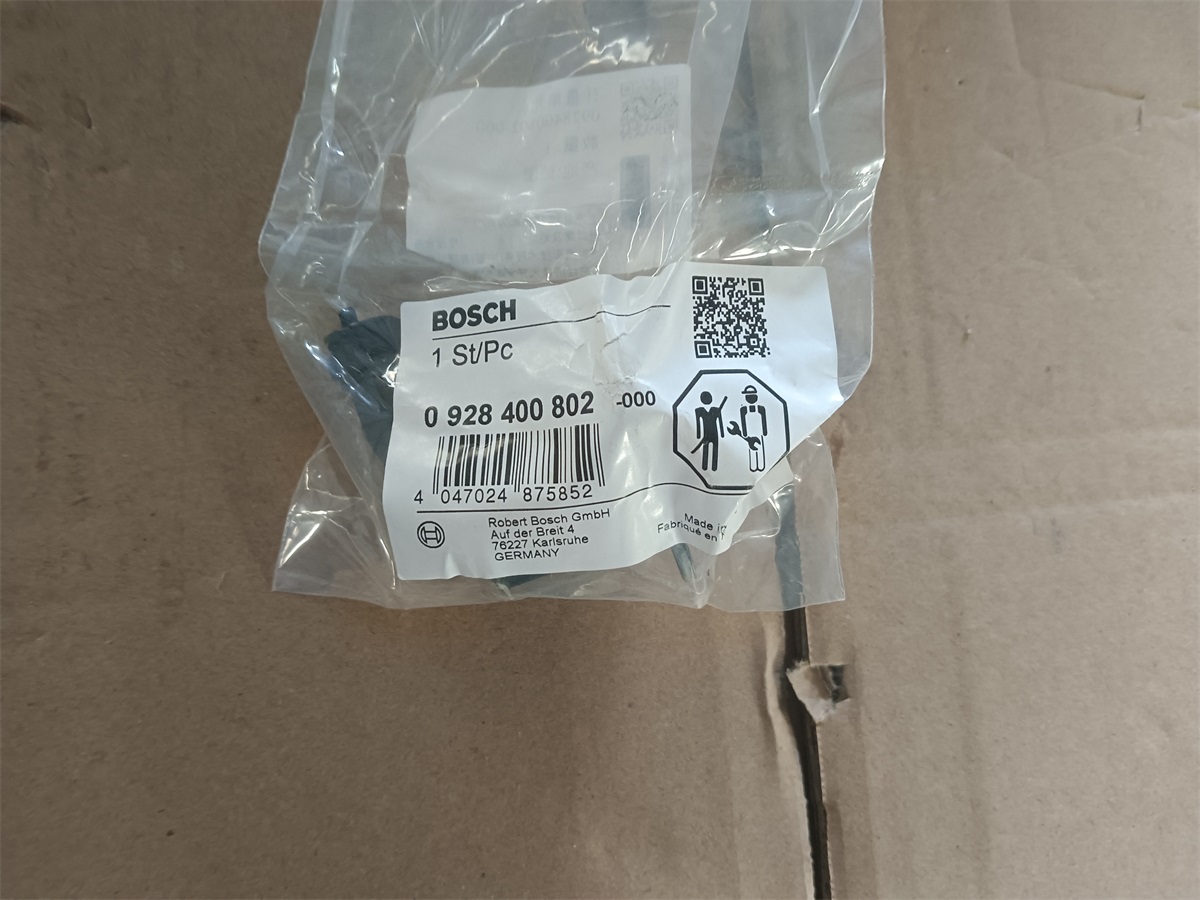 BOSCH
1 St/Pc
0 928 400 802 -000
4 047024 875852
Robert Bosch GmbH
Auf der Breit 4
76227 Karlsruhe
GERMANY
Made in
Fabriqué en